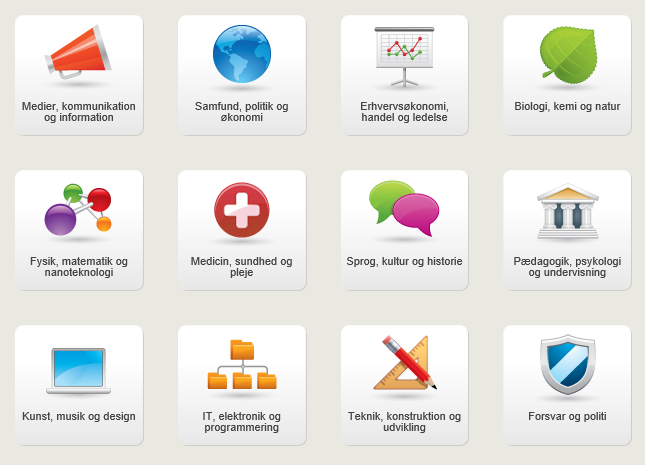 Medier, kommunikation
og information
Samfund, politik og
økonomi
Erhvervsøkonomi,
handel og ledelse
Biologi, kemi og natur
Fysik, matematik og
nanoteknologi
Medicin, sundhed og
pleje
Sprog, kultur og historie
Pædagogik, psykologi
og undervisning
Kunst, musik og design
IT, elektronik og
programmering
Teknik, konstruktion og
udvikling
Forsvar og politi